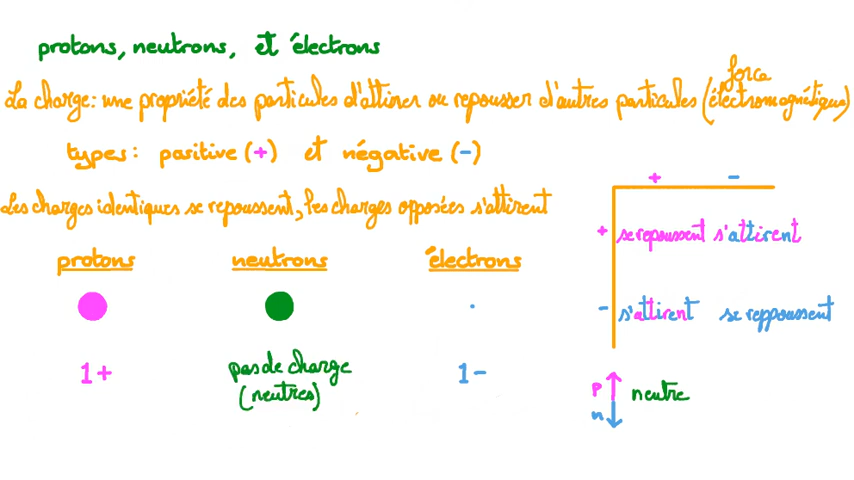 protons, neutrons, et électrons
La charge: une propriété des particules d'attirer ou repousser d'autres particules (force électromagnétique)
types: positive (+) et négative (-)
Les charges identiques se repoussent, les charges opposées s'attirent
+ -
+ se repoussent s'attirent
- s'attirent se reppoussent
protons neutrons électrons
1+ pas de charge 1-
(neutres)
p neutre
n